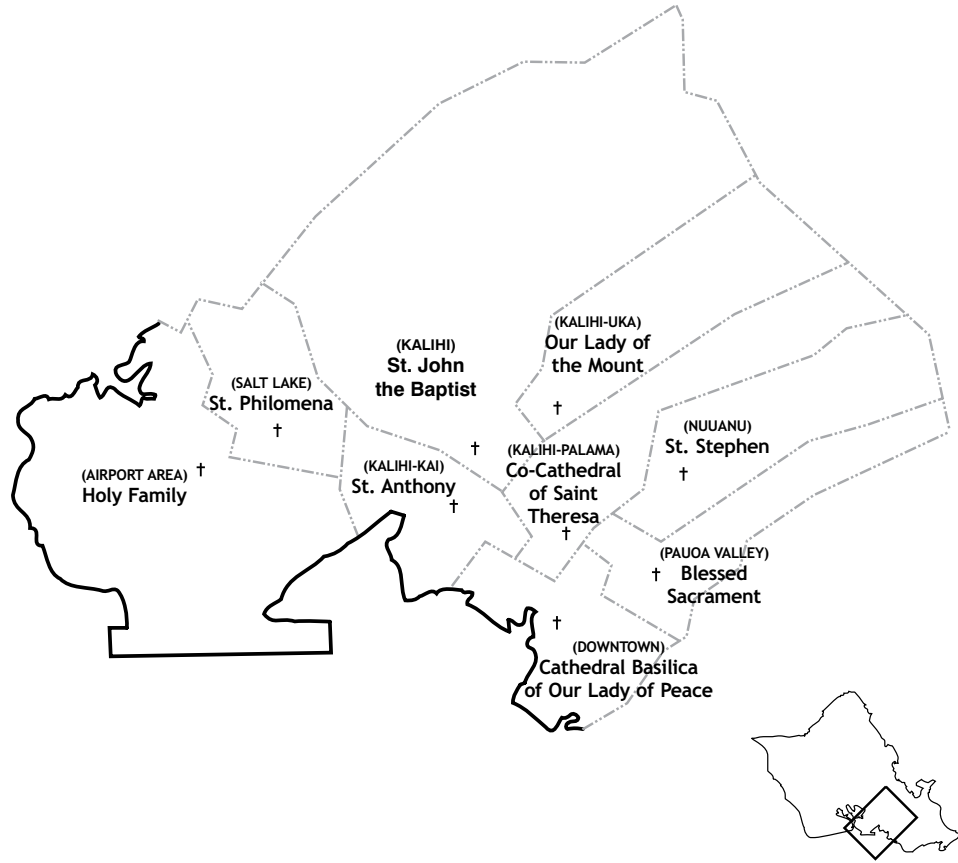 (KALIHI-UKA)
Our Lady of
the Mount
(KALIHI)
St. John
the Baptist
(SALT LAKE)
St. Philomena
(NUUANU)
St. Stephen
(KALIHI-PALAMA)
Co-Cathedral
of Saint
Theresa
(KALIHI-KAI)
St. Anthony
(AIRPORT AREA)
Holy Family
(PAUOA VALLEY)
Blessed
Sacrament
(DOWNTOWN)
Cathedral Basilica
of Our Lady of Peace